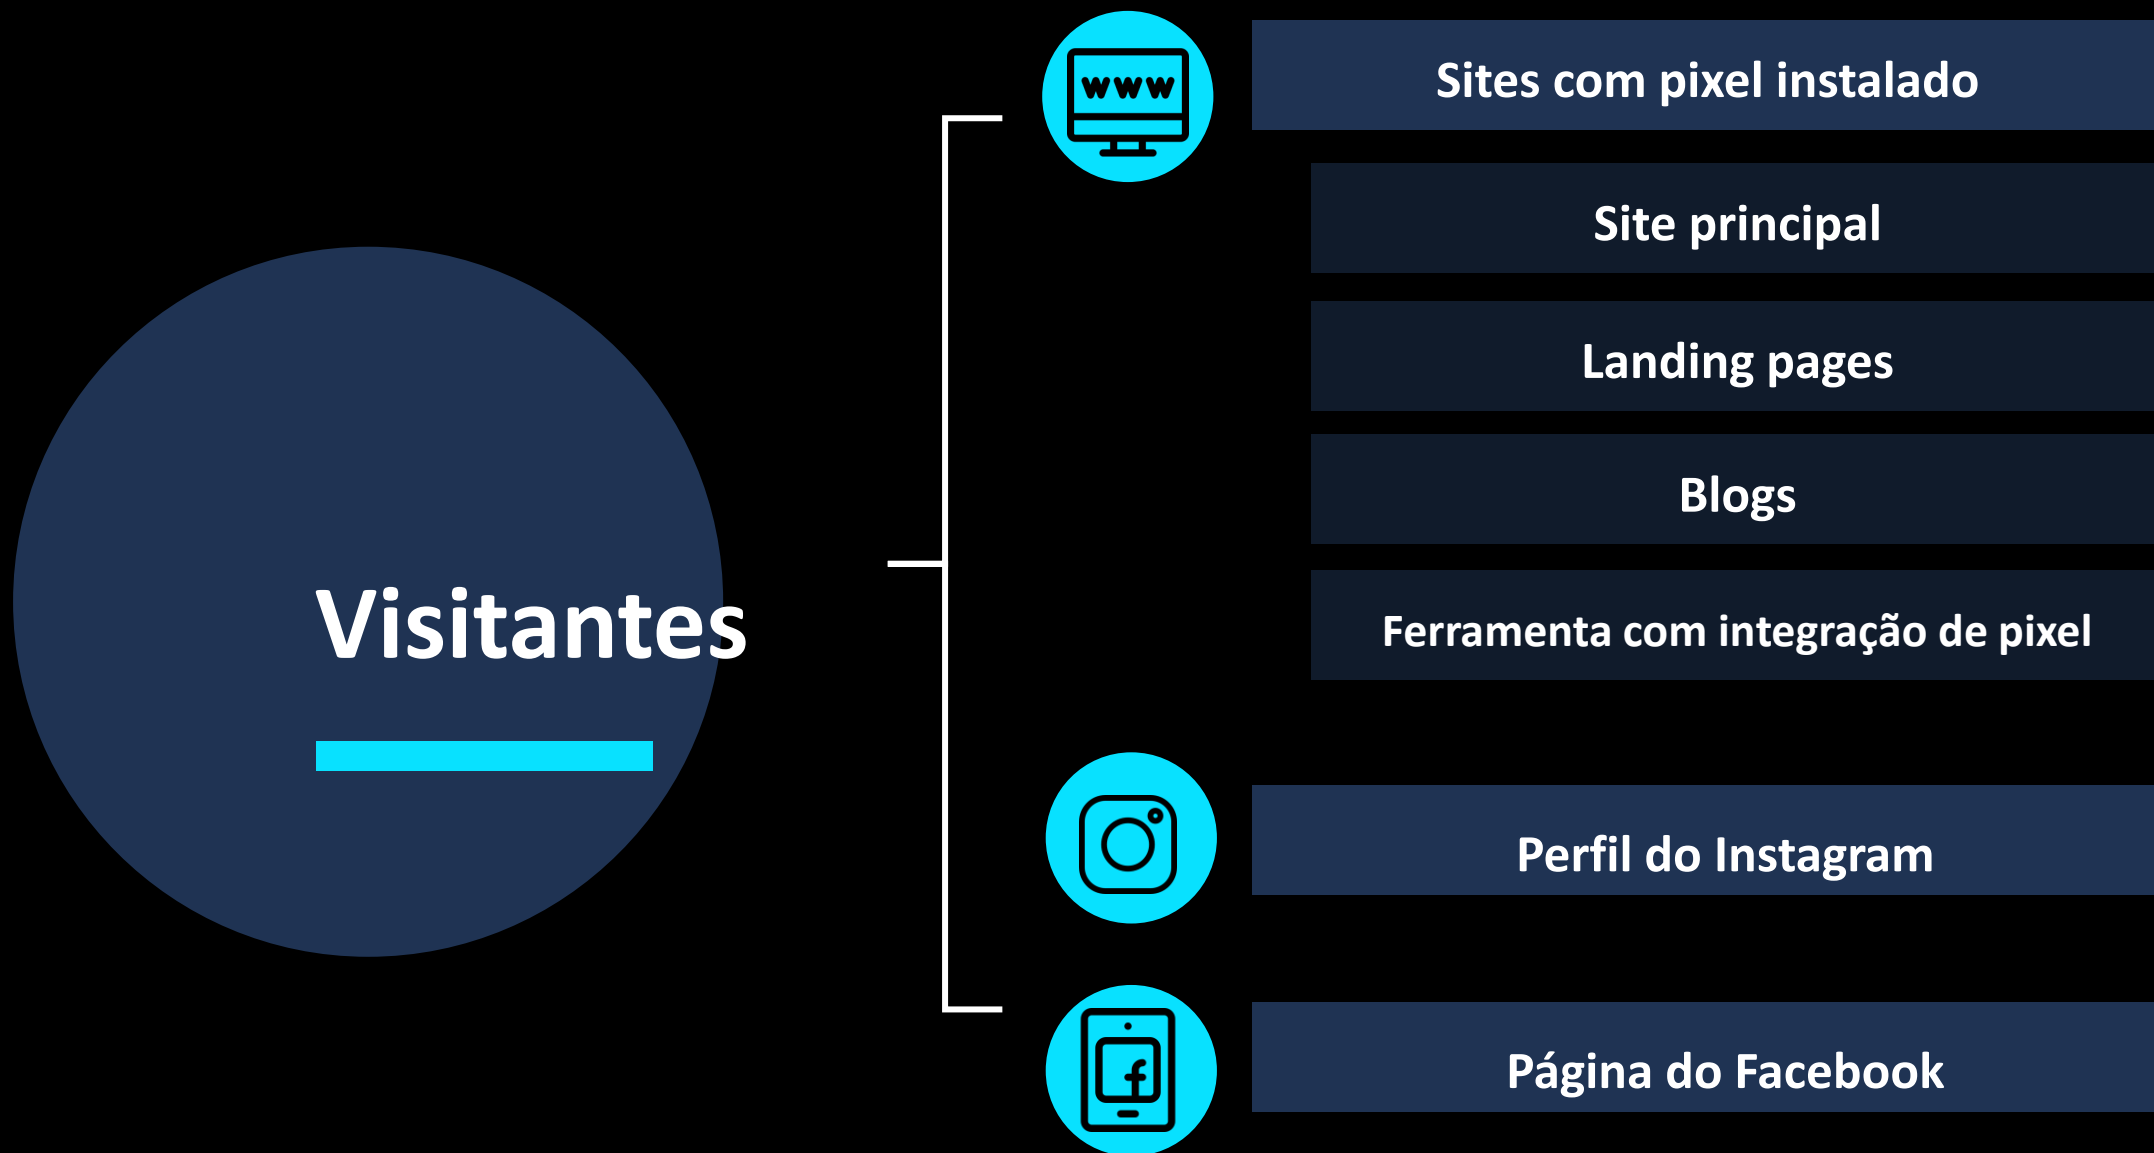 Visitantes
www
Sites com pixel instalado
Site principal
Landing pages
Blogs
Ferramenta com integração de pixel
Perfil do Instagram
f
Página do Facebook